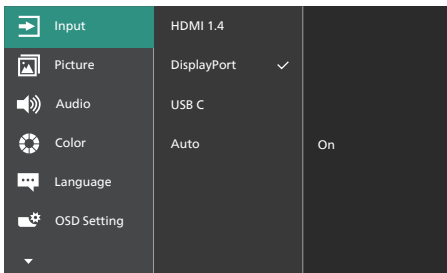 Input
Picture
Audio
Color
Language
OSD Setting
HDMI 1.4
DisplayPort
USB C
Auto
On